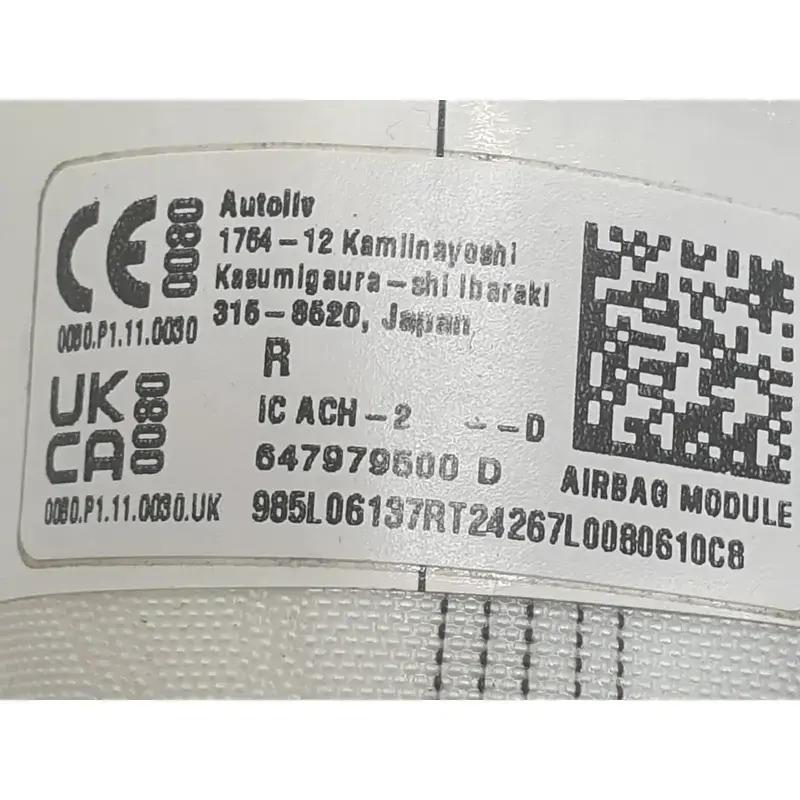 CE 0080
0080.P1.11.0030
UK
CA 0080
0080.P1.11.0030.UK
Autoliv
1764-12 Kamiinayoshi
Kasumigaura-shi Ibaraki
315-8520, Japan
R
IC ACH-2 --D
647979500 D
985L06137RT24267L0080610C8
AIRBAG MODULE